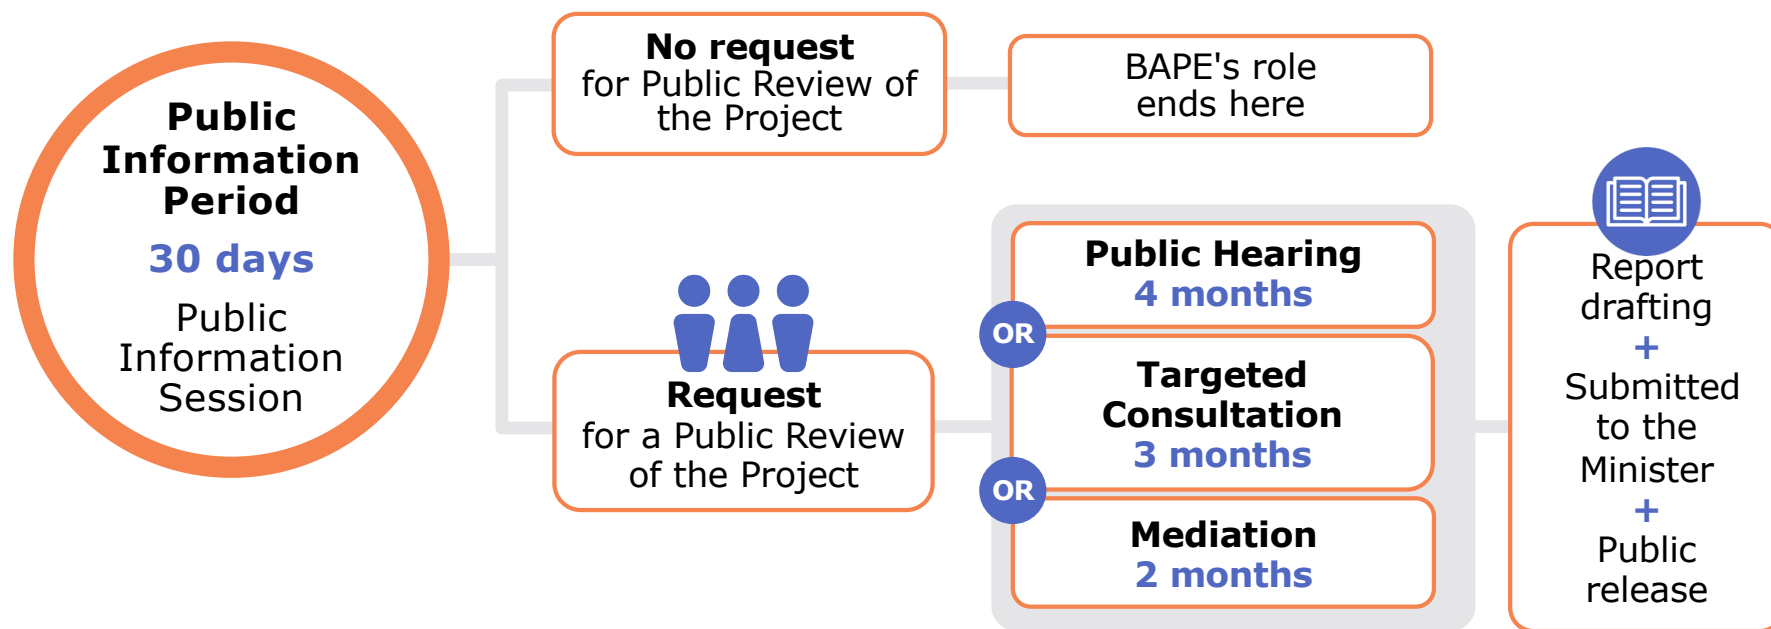 Public
Information
Period
30 days
Public
Information
Session
No request
for Public Review of
the Project
BAPE's role
ends here
Request
for a Public Review
of the Project
Public Hearing
4 months
OR
Targeted
Consultation
3 months
OR
Mediation
2 months
Report
drafting
+
Submitted
to the
Minister
+
Public
release